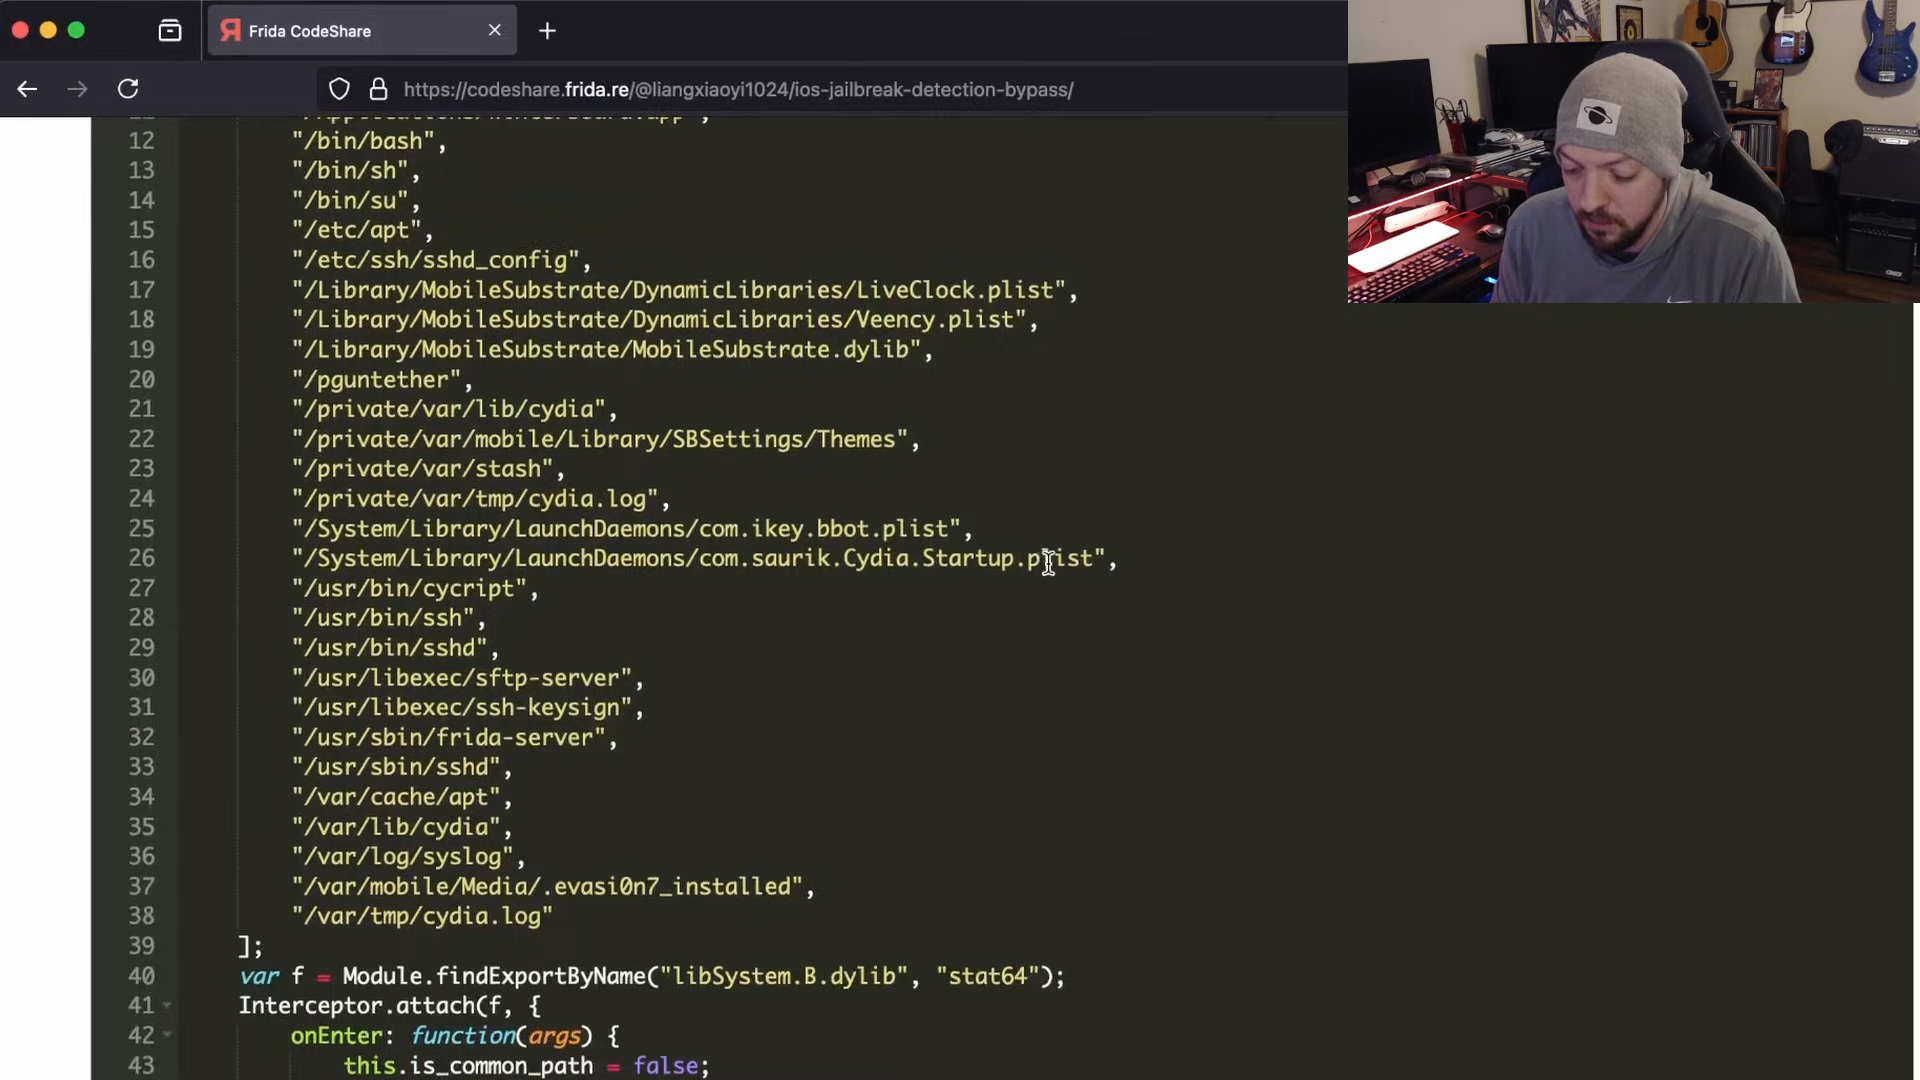 Frida CodeShare
https://codeshare.frida.re/@liangxiaoyi1024/ios-jailbreak-detection-bypass/
12 "/bin/bash",
13 "/bin/sh",
14 "/bin/su",
15 "/etc/apt",
16 "/etc/ssh/sshd_config",
17 "/Library/MobileSubstrate/DynamicLibraries/LiveClock.plist",
18 "/Library/MobileSubstrate/DynamicLibraries/Veency.plist",
19 "/Library/MobileSubstrate/MobileSubstrate.dylib",
20 "/pguntether",
21 "/private/var/lib/cydia",
22 "/private/var/mobile/Library/SBSettings/Themes",
23 "/private/var/stash",
24 "/private/var/tmp/cydia.log",
25 "/System/Library/LaunchDaemons/com.ikey.bbot.plist",
26 "/System/Library/LaunchDaemons/com.saurik.Cydia.Startup.plist",
27 "/usr/bin/cycript",
28 "/usr/bin/ssh",
29 "/usr/bin/sshd",
30 "/usr/libexec/sftp-server",
31 "/usr/libexec/ssh-keysign",
32 "/usr/sbin/frida-server",
33 "/usr/sbin/sshd",
34 "/var/cache/apt",
35 "/var/lib/cydia",
36 "/var/log/syslog",
37 "/var/mobile/Media/.evasi0n7_installed",
38 "/var/tmp/cydia.log"
39 ];
40 var f = Module.findExportByName("libSystem.B.dylib", "stat64");
41 Interceptor.attach(f, {
42 onEnter: function(args) {
43 this.is_common_path = false;